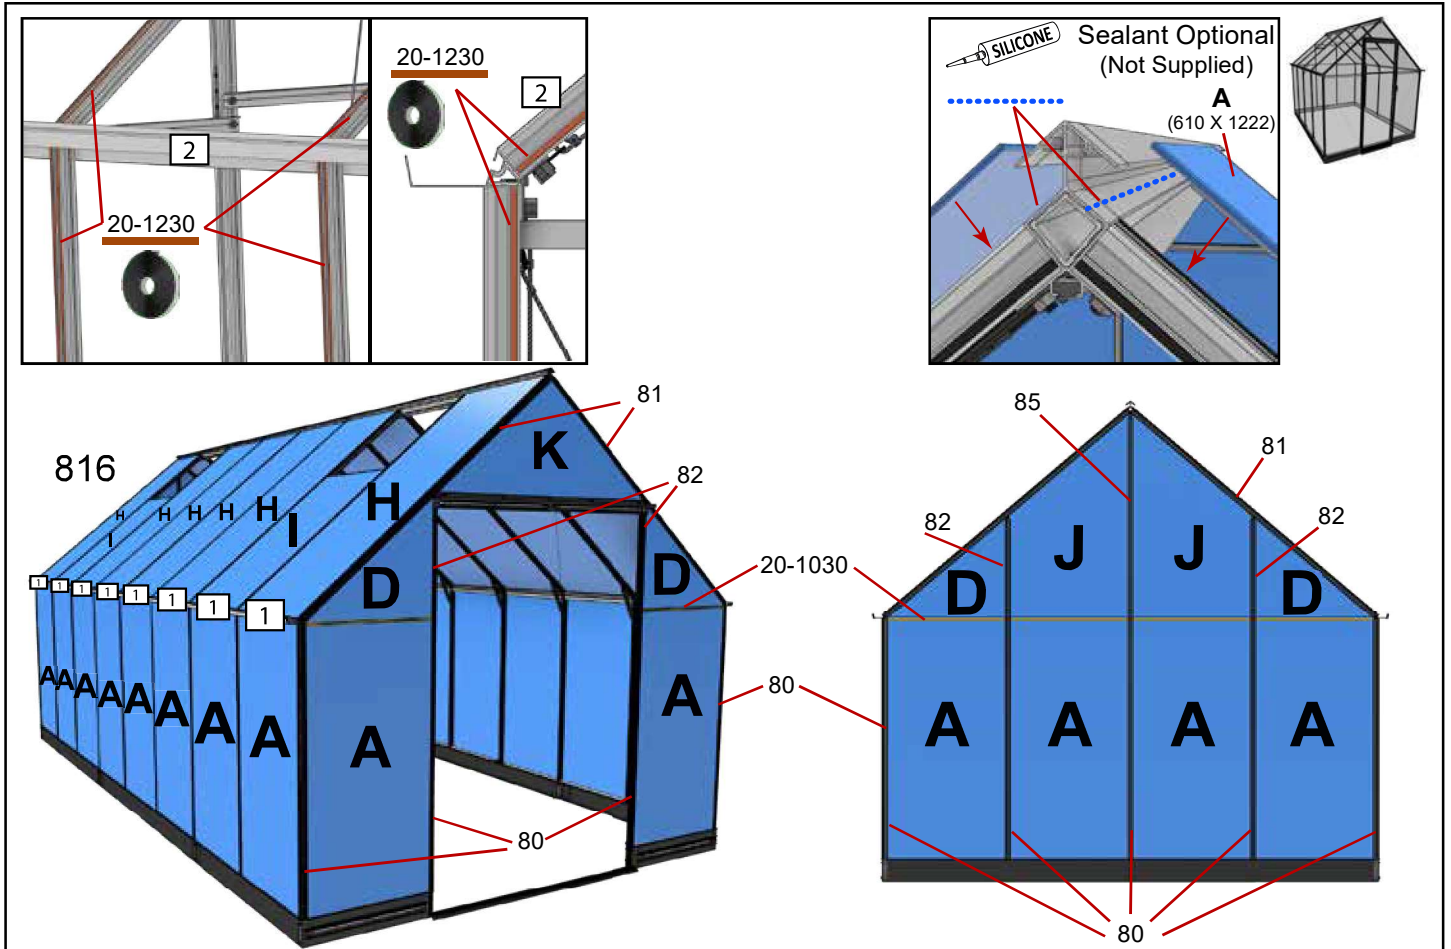 2
20-1230
20-1230
2
SILICONE
Sealant Optional
(Not Supplied)
A
(610 X 1222)
816
81
K
82
H
H
H
H
H
H
I
I
D
D
20-1030
1
1
1
1
1
1
1
1
A
A
A
A
A
A
A
A
A
A
80
80
85
81
82
82
J
J
D
D
A
A
A
A
80